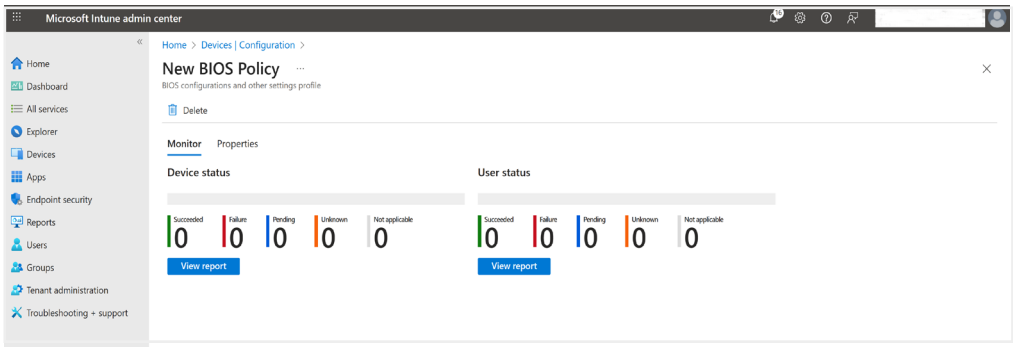 Microsoft Intune admin center
16
«
Home
Dashboard
All services
Explorer
Devices
Apps
Endpoint security
Reports
Users
Groups
Tenant administration
Troubleshooting + support
Home > Devices | Configuration >
New BIOS Policy ...
BIOS configurations and other settings profile
Delete
Monitor Properties
Device status
Succeeded Failure Pending Unknown Not applicable
0 0 0 0 0
View report
User status
Succeeded Failure Pending Unknown Not applicable
0 0 0 0 0
View report